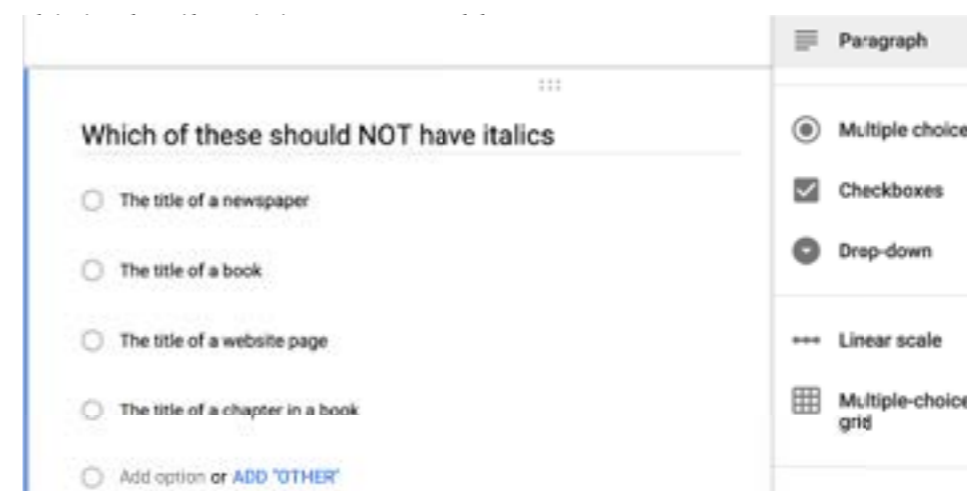 Paragraph
Which of these should NOT have italics
Multiple choice
The title of a newspaper
Checkboxes
The title of a book
Drop-down
The title of a website page
Linear scale
The title of a chapter in a book
Multiple-choice
grid
Add option or ADD "OTHER"